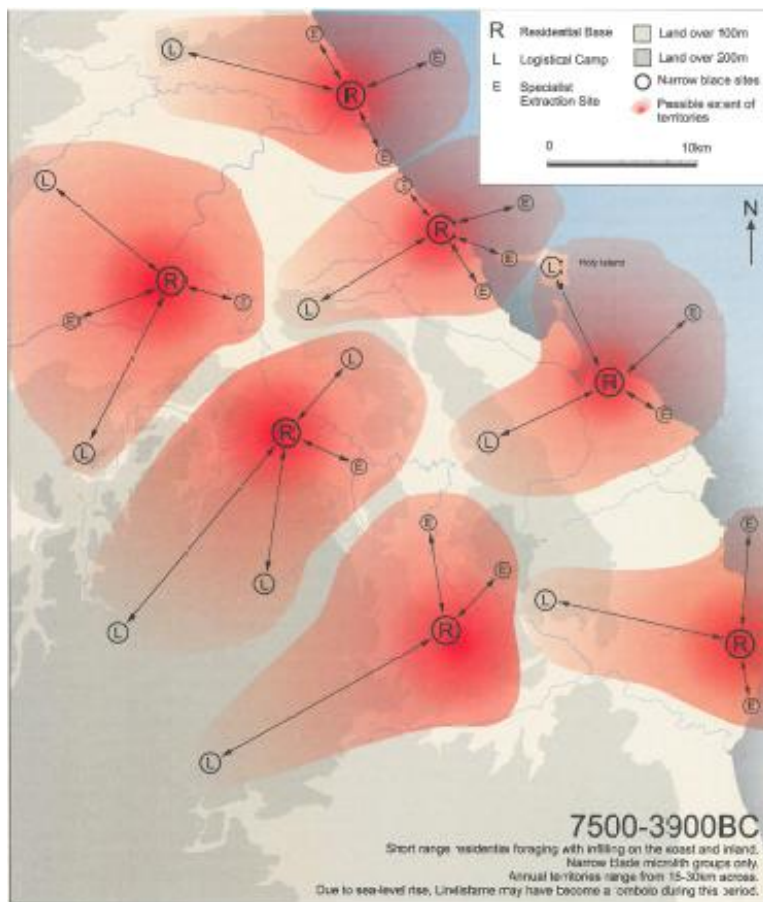 R Residential Base
L Logistical Camp
E Specialist
Extraction Site
Land over 100m
Land over 200m
Narrow blade sites
Possible extent of
territories
0 10km
N
L
E
E
R
E
L
E
R
E
E
E
L
L
Holy Island
R
E
E
L
E
R
E
L
L
R
E
L
L
E
E
R
L
L
R
E
E
7500-3900BC
Short range residential foraging with infilling on the coast and inland.
Narrow Blade microlith groups only.
Annual territories range from 15-30km across.
Due to sea-level rise, Lindisfarne may have become a tombolo during this period.